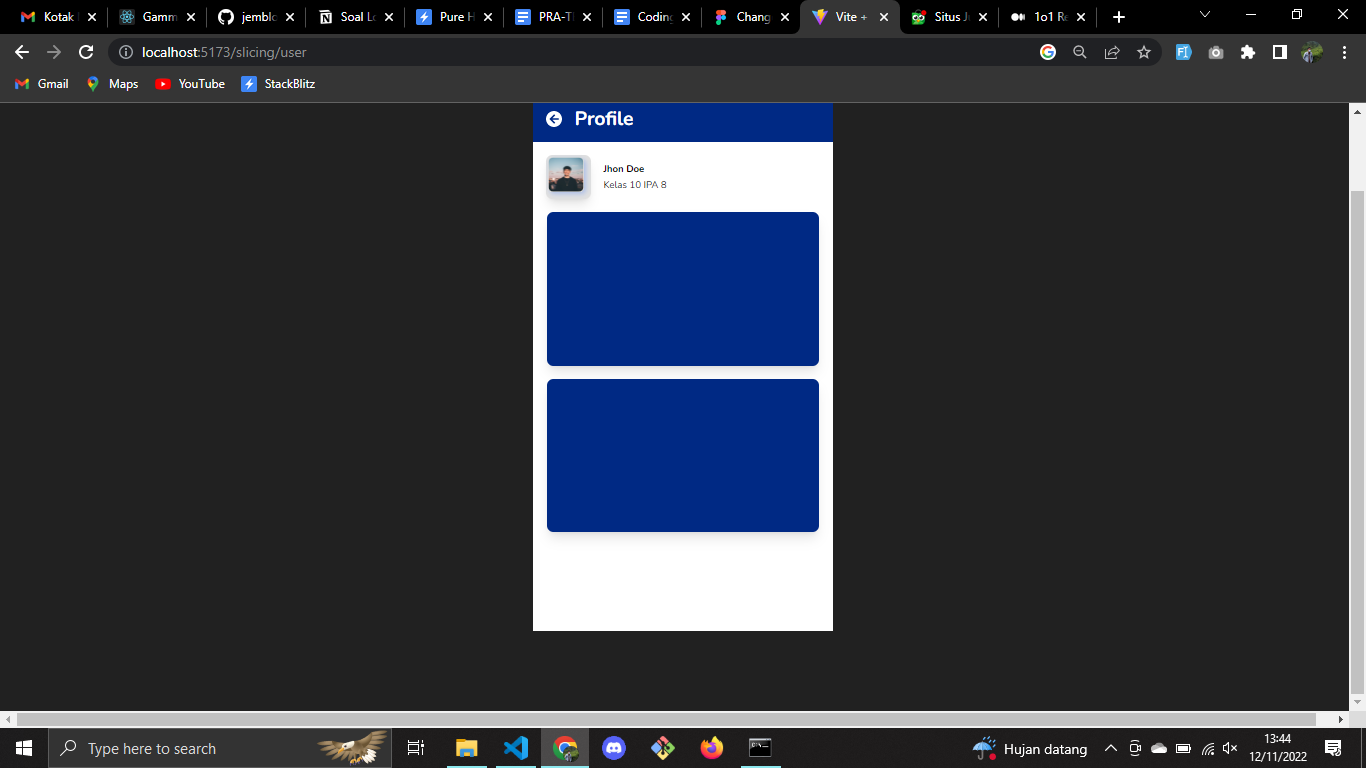 Kotak
Gamm
jemblo
Soal Lo
Pure H
PRA-TI
Coding
Chang
Vite +
Situs J
1o1 Re
localhost:5173/slicing/user
Gmail
Maps
YouTube
StackBlitz
Profile
Jhon Doe
Kelas 10 IPA 8
Type here to search
Hujan datang
13:44
12/11/2022